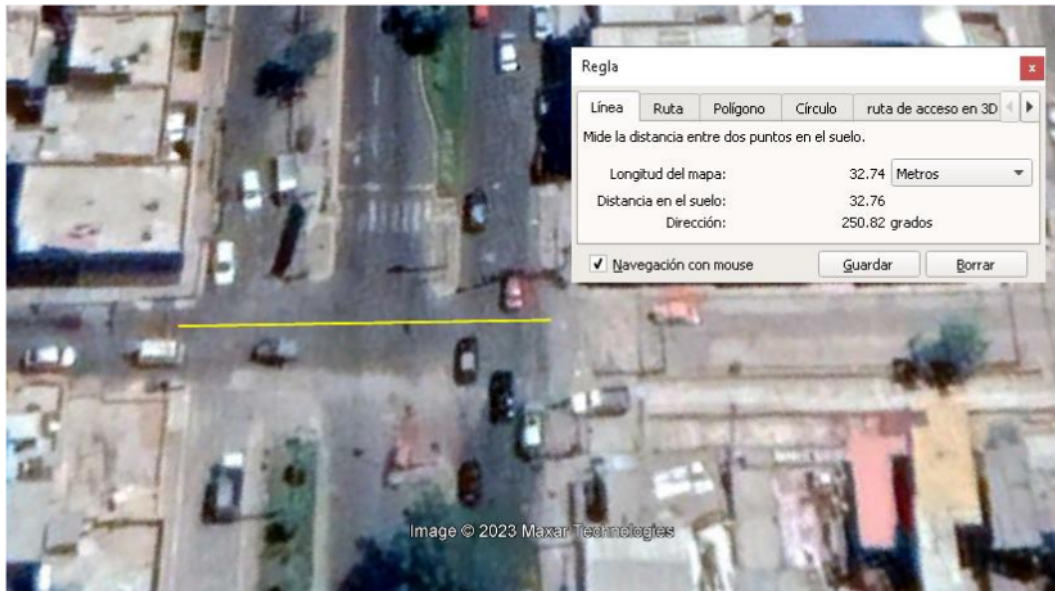 Regla
x
Línea Ruta Polígono Círculo ruta de acceso en 3D
Mide la distancia entre dos puntos en el suelo.
Longitud del mapa: 32.74 Metros
Distancia en el suelo: 32.76
Dirección: 250.82 grados
Navegación con mouse Guardar Borrar
Image © 2023 Maxar Technologies